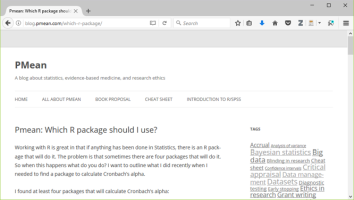 Pmean: Which R package shoul
blog.pmean.com/which-r-package/
Search
PMean
A blog about statistics, evidence-based medicine, and research ethics
HOME ALL ABOUT PMEAN BOOK PROPOSAL CHEAT SHEET INTRODUCTION TO R/SPSS
Pmean: Which R package should I use?
Working with R is great in that if anything has been done in Statistics, there is an R pack-
age that will do it. The problem is that sometimes there are four packages that will do it.
So when this happens what do you do? I want to outline what I did recently when I
needed to find a package to calculate Cronbach's alpha.
I found at least four packages that will calculate Cronbach's alpha:
TAGS
Accrual Analysis of variance
Bayesian statistics Big
data Blinding in research Cheat
sheet Confidence intervals Critical
appraisal Data manage-
ment Datasets Diagnostic
testing Early stopping Ethics in
research Grant writing